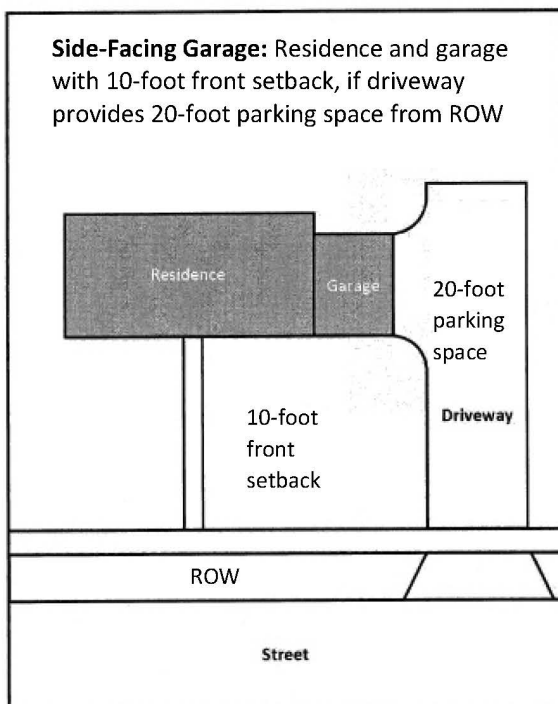 Side-Facing Garage: Residence and garage
with 10-foot front setback, if driveway
provides 20-foot parking space from ROW
Residence
Garage
20-foot
parking
space
Driveway
10-foot
front
setback
ROW
Street